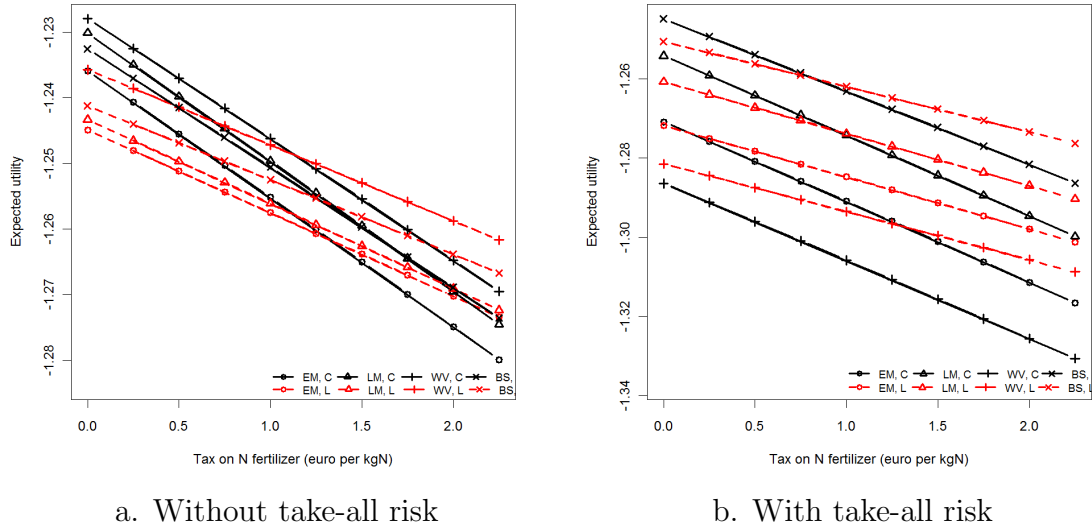 Expected utility
-1.23
-1.24
-1.25
-1.26
-1.27
-1.28
EM, C LM, C WV, C BS,
EM, L LM, L WV, L BS,
0.0 0.5 1.0 1.5 2.0
Tax on N fertilizer (euro per kgN)
a. Without take-all risk
Expected utility
-1.26
-1.28
-1.30
-1.32
-1.34
EM, C LM, C WV, C BS,
EM, L LM, L WV, L BS, L
0.0 0.5 1.0 1.5 2.0
Tax on N fertilizer (euro per kgN)
b. With take-all risk